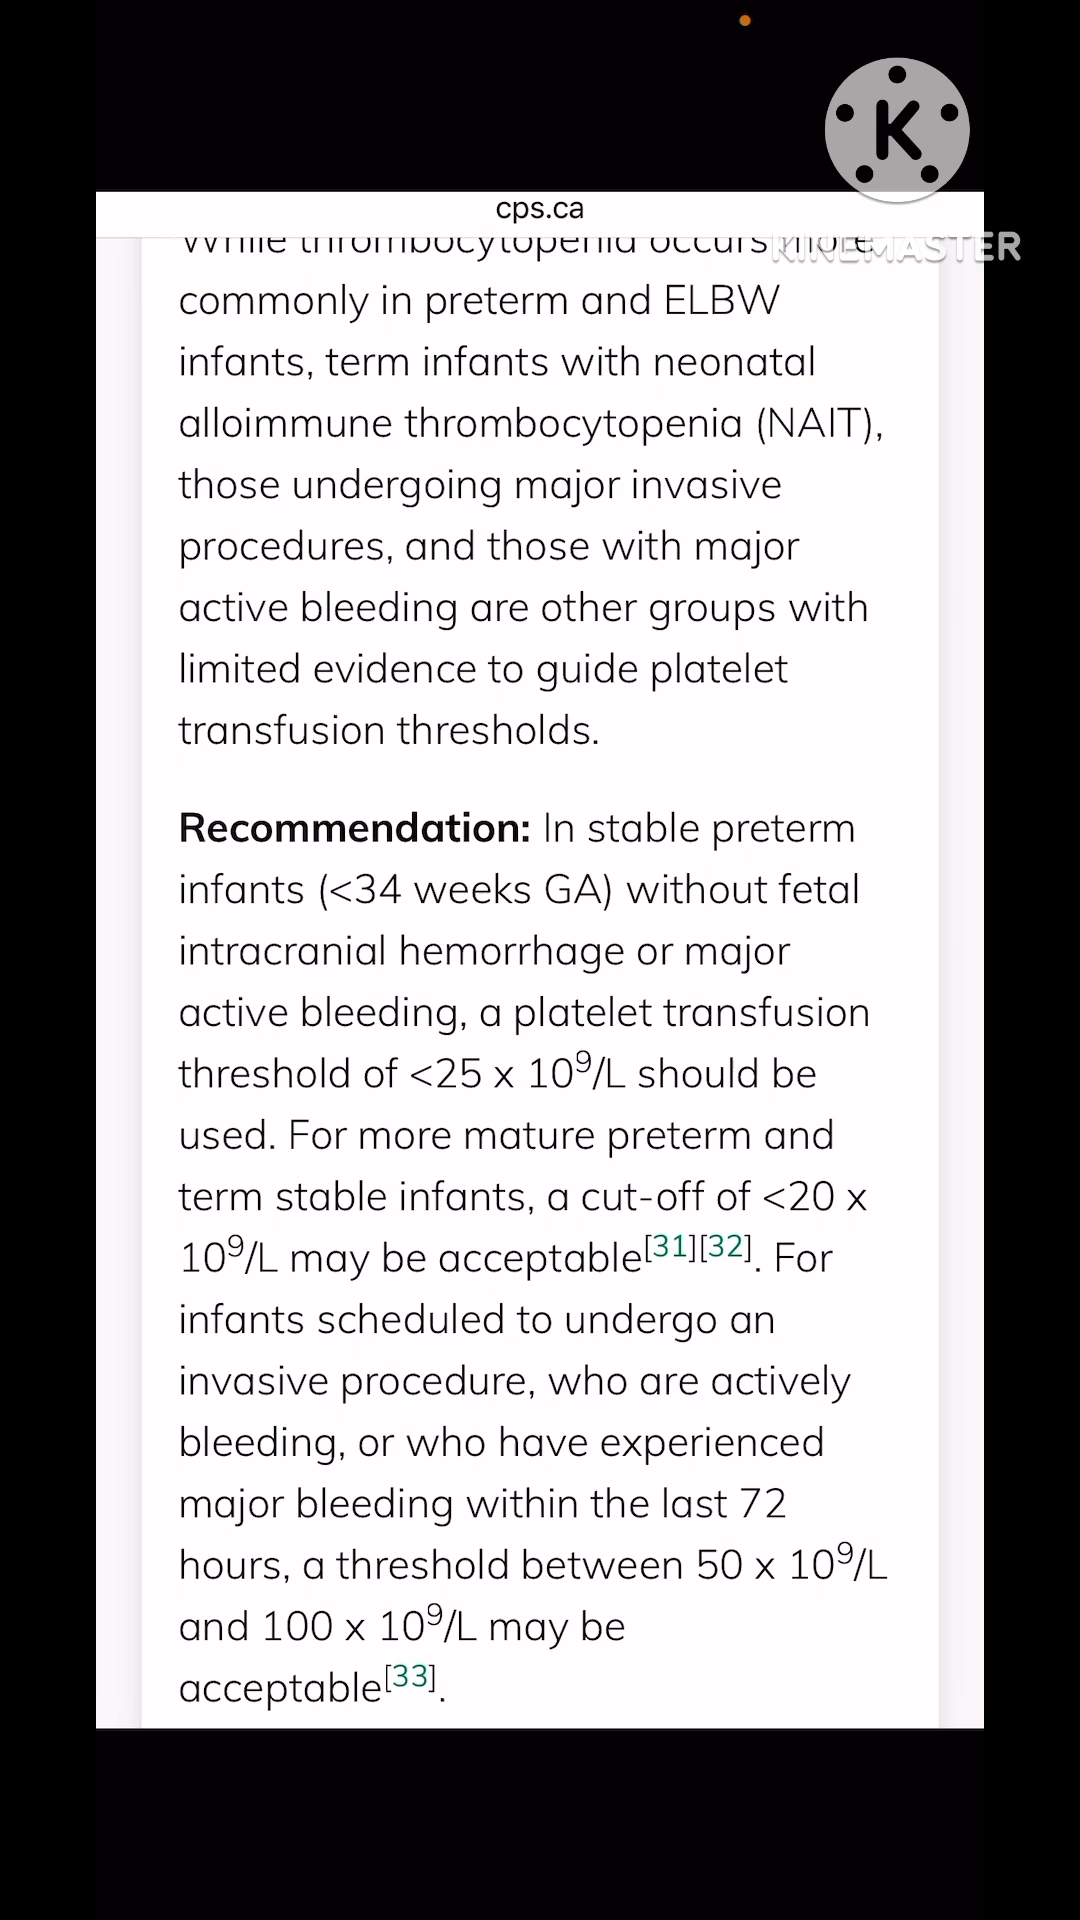 K
KINEMASTER
cps.ca
While thrombocytopenia occurs more
commonly in preterm and ELBW
infants, term infants with neonatal
alloimmune thrombocytopenia (NAIT),
those undergoing major invasive
procedures, and those with major
active bleeding are other groups with
limited evidence to guide platelet
transfusion thresholds.
Recommendation: In stable preterm
infants (<34 weeks GA) without fetal
intracranial hemorrhage or major
active bleeding, a platelet transfusion
threshold of <25 x 10⁹/L should be
used. For more mature preterm and
term stable infants, a cut-off of <20 x
10⁹/L may be acceptable[31][32]. For
infants scheduled to undergo an
invasive procedure, who are actively
bleeding, or who have experienced
major bleeding within the last 72
hours, a threshold between 50 x 10⁹/L
and 100 x 10⁹/L may be
acceptable[33].